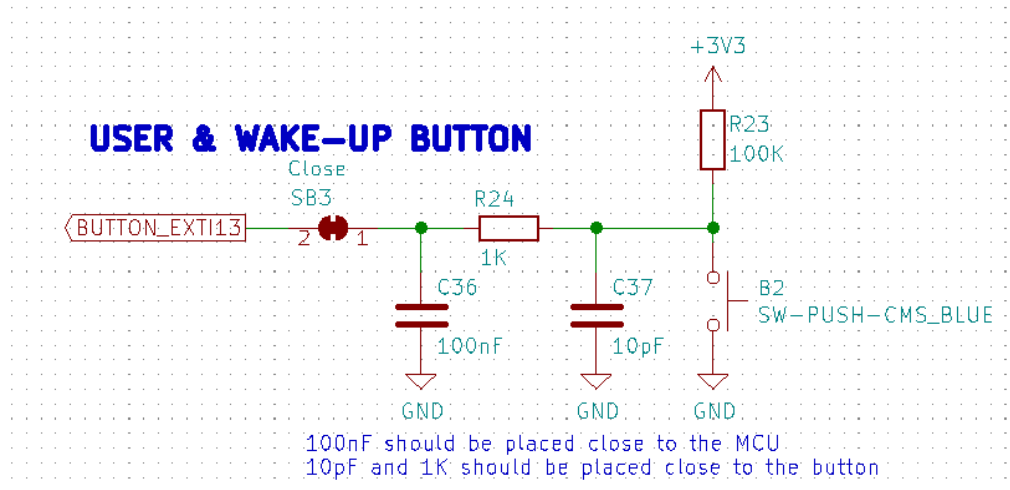 +3V3
R23
100K
USER & WAKE-UP BUTTON
Close
SB3
R24
BUTTON_EXTI13
2
1
1K
C36
100nF
C37
10pF
B2
SW-PUSH-CMS_BLUE
GND
GND
GND
100nF should be placed close to the MCU
10pF and 1K should be placed close to the button